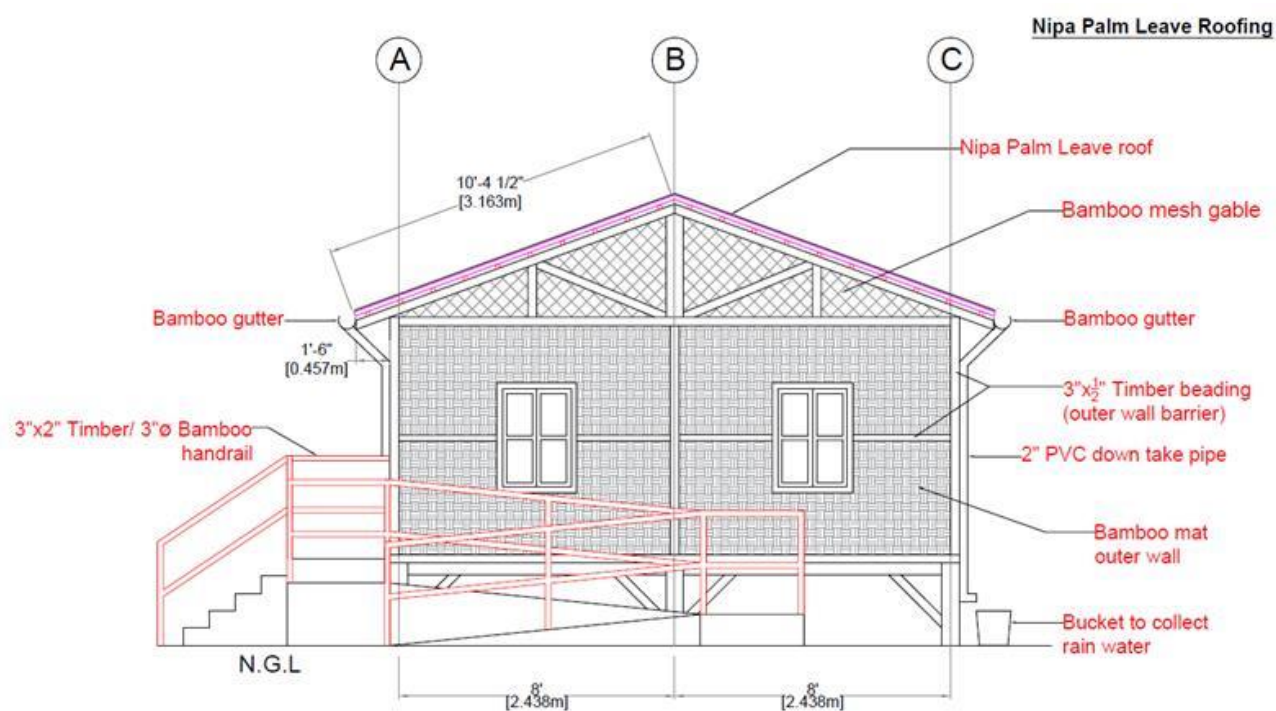 Nipa Palm Leave Roofing
A
B
C
Nipa Palm Leave roof
10'-4 1/2"
[3.163m]
Bamboo mesh gable
Bamboo gutter
Bamboo gutter
1'-6"
[0.457m]
3"x½" Timber beading
(outer wall barrier)
3"x2" Timber/ 3"ø Bamboo
handrail
2" PVC down take pipe
Bamboo mat
outer wall
Bucket to collect
rain water
N.G.L
8'
[2.438m]
8'
[2.438m]